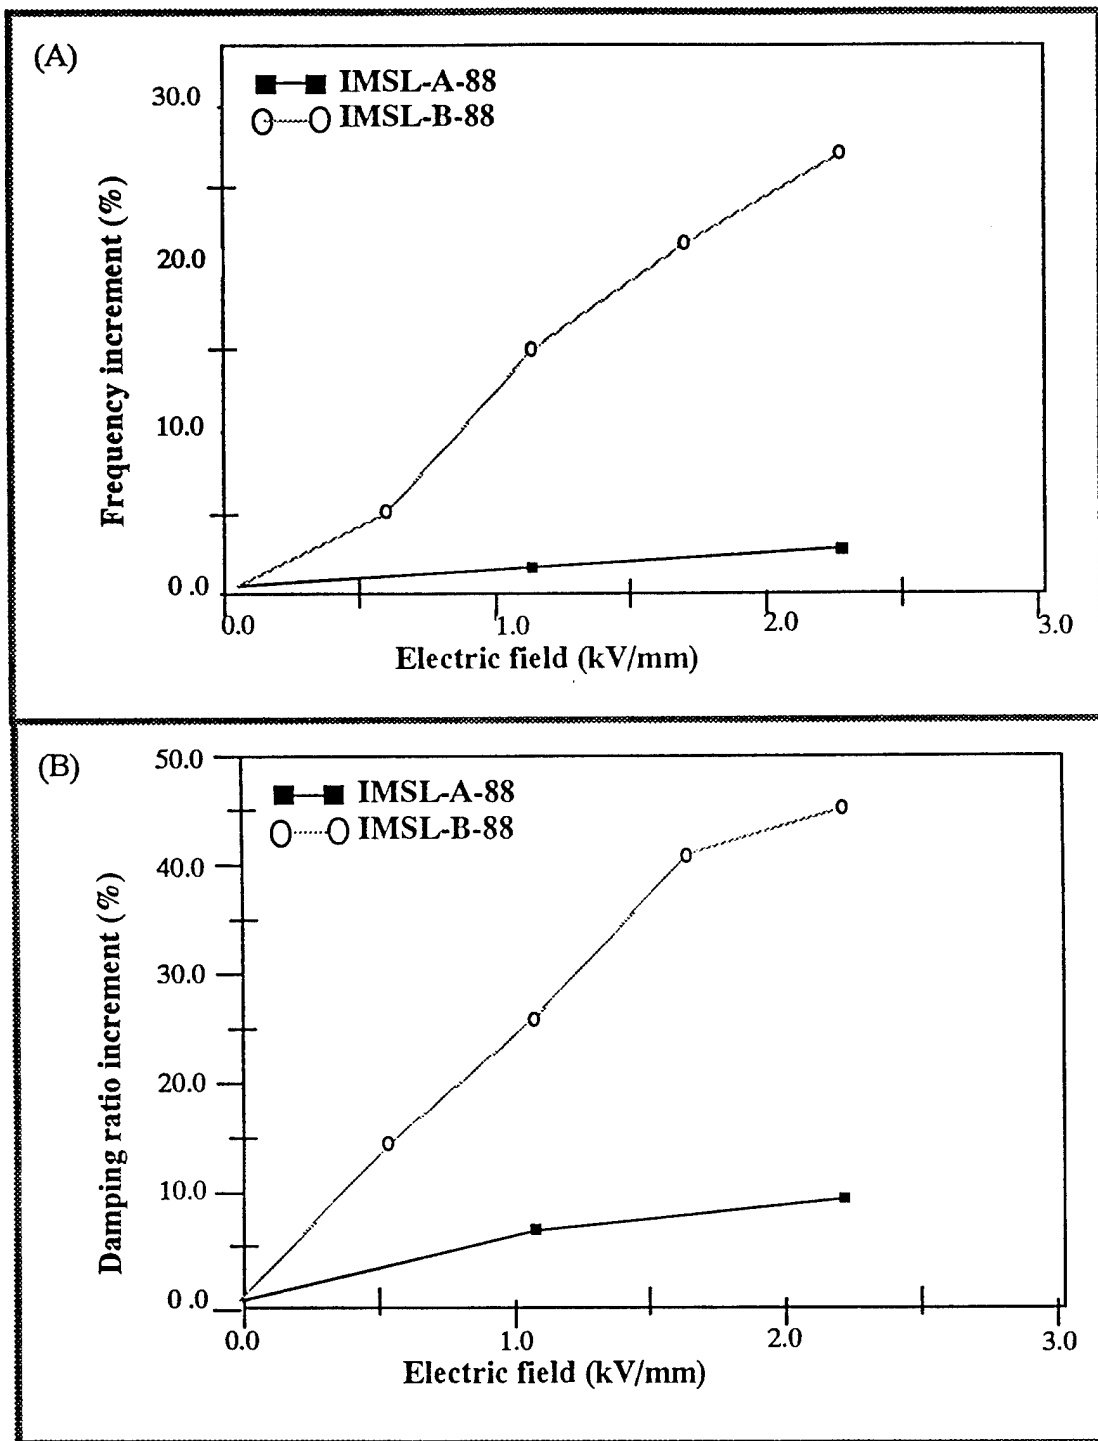 (A)
IMSL-A-88
IMSL-B-88
30.0
20.0
10.0
0.0
Frequency increment (%)
0.0 1.0 2.0 3.0
Electric field (kV/mm)
(B)
IMSL-A-88
IMSL-B-88
50.0
40.0
30.0
20.0
10.0
0.0
Damping ratio increment (%)
0.0 1.0 2.0 3.0
Electric field (kV/mm)